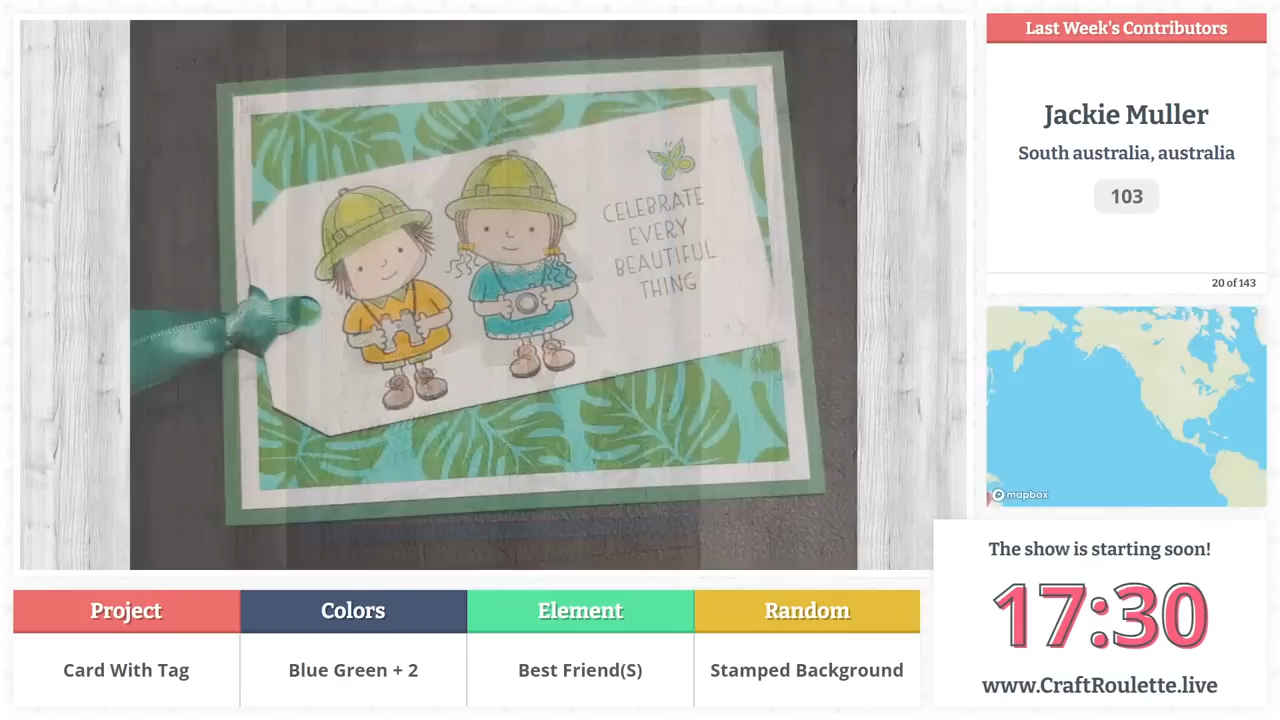 Last Week's Contributors
Jackie Muller
South australia, australia
103
20 of 143
CELEBRATE
EVERY
BEAUTIFUL
THING
mapbox
The show is starting soon!
17:30
www.CraftRoulette.live
Project
Colors
Element
Random
Card With Tag
Blue Green + 2
Best Friend(S)
Stamped Background